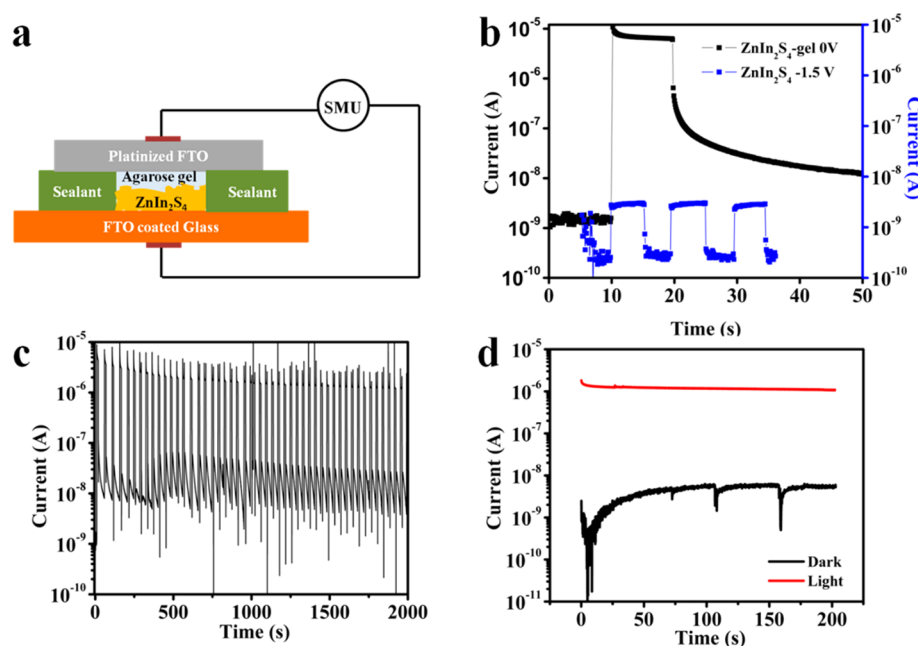 a
SMU
Platinized FTO
Sealant
Agarose gel
ZnIn₂S₄
Sealant
FTO coated Glass
b
ZnIn₂S₄-gel 0V
ZnIn₂S₄ -1.5 V
Current (A)
10⁻⁵
10⁻⁶
10⁻⁷
10⁻⁸
10⁻⁹
10⁻¹⁰
10⁻⁵
10⁻⁶
10⁻⁷
10⁻⁸
10⁻⁹
10⁻¹⁰
Current (A)
0 10 20 30 40 50
Time (s)
c
Current (A)
10⁻⁵
10⁻⁶
10⁻⁷
10⁻⁸
10⁻⁹
10⁻¹⁰
0 500 1000 1500 2000
Time (s)
d
Current (A)
10⁻⁵
10⁻⁶
10⁻⁷
10⁻⁸
10⁻⁹
10⁻¹⁰
10⁻¹¹
Dark
Light
0 50 100 150 200
Time (s)